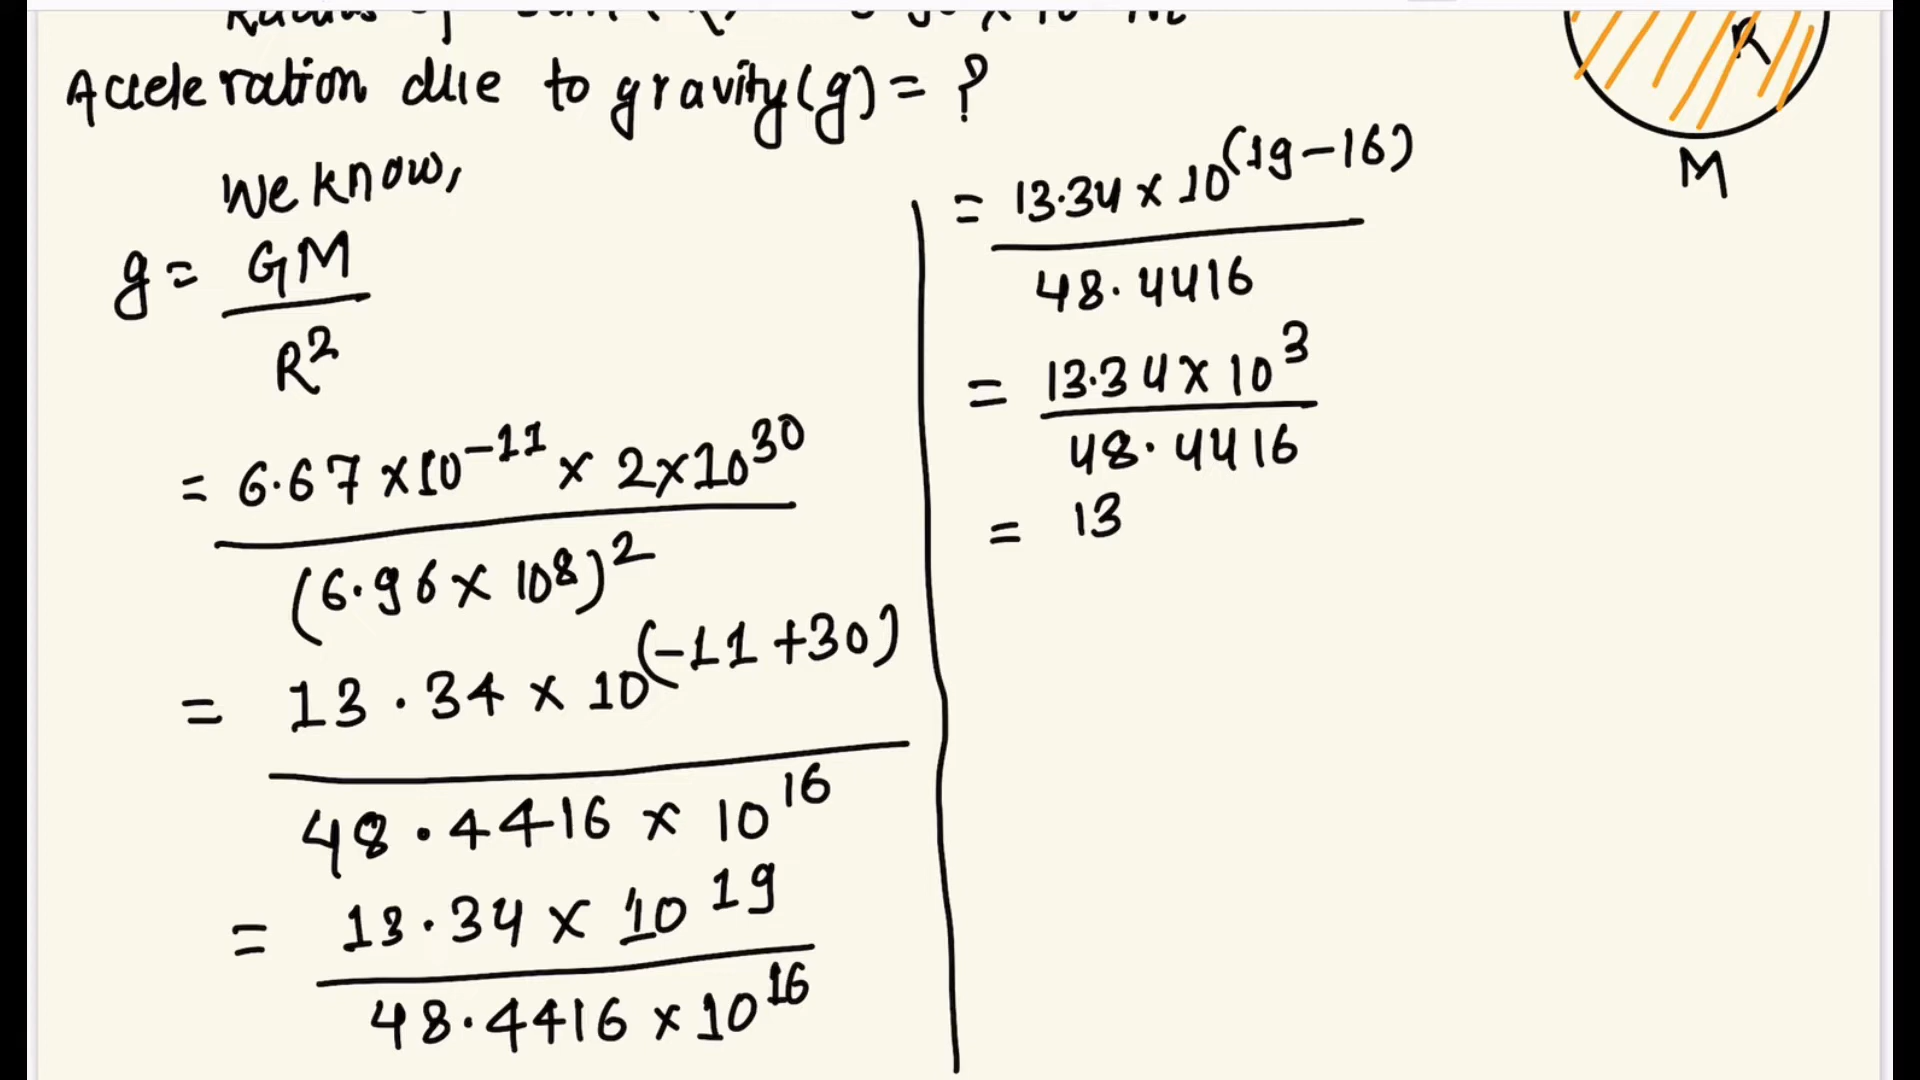 Acceleration due to gravity(g) = ?
We know,
g = GM
R²
= 6.67 x 10⁻¹¹ x 2 x 10³⁰
(6.96 x 10⁸)²
= 13.34 x 10⁽⁻¹¹⁺³⁰⁾
48.4416 x 10¹⁶
= 13.34 x 10¹⁹
48.4416 x 10¹⁶
= 13.34 x 10⁽¹⁹⁻¹⁶⁾
48.4416
= 13.34 x 10³
48.4416
= 13
R
M